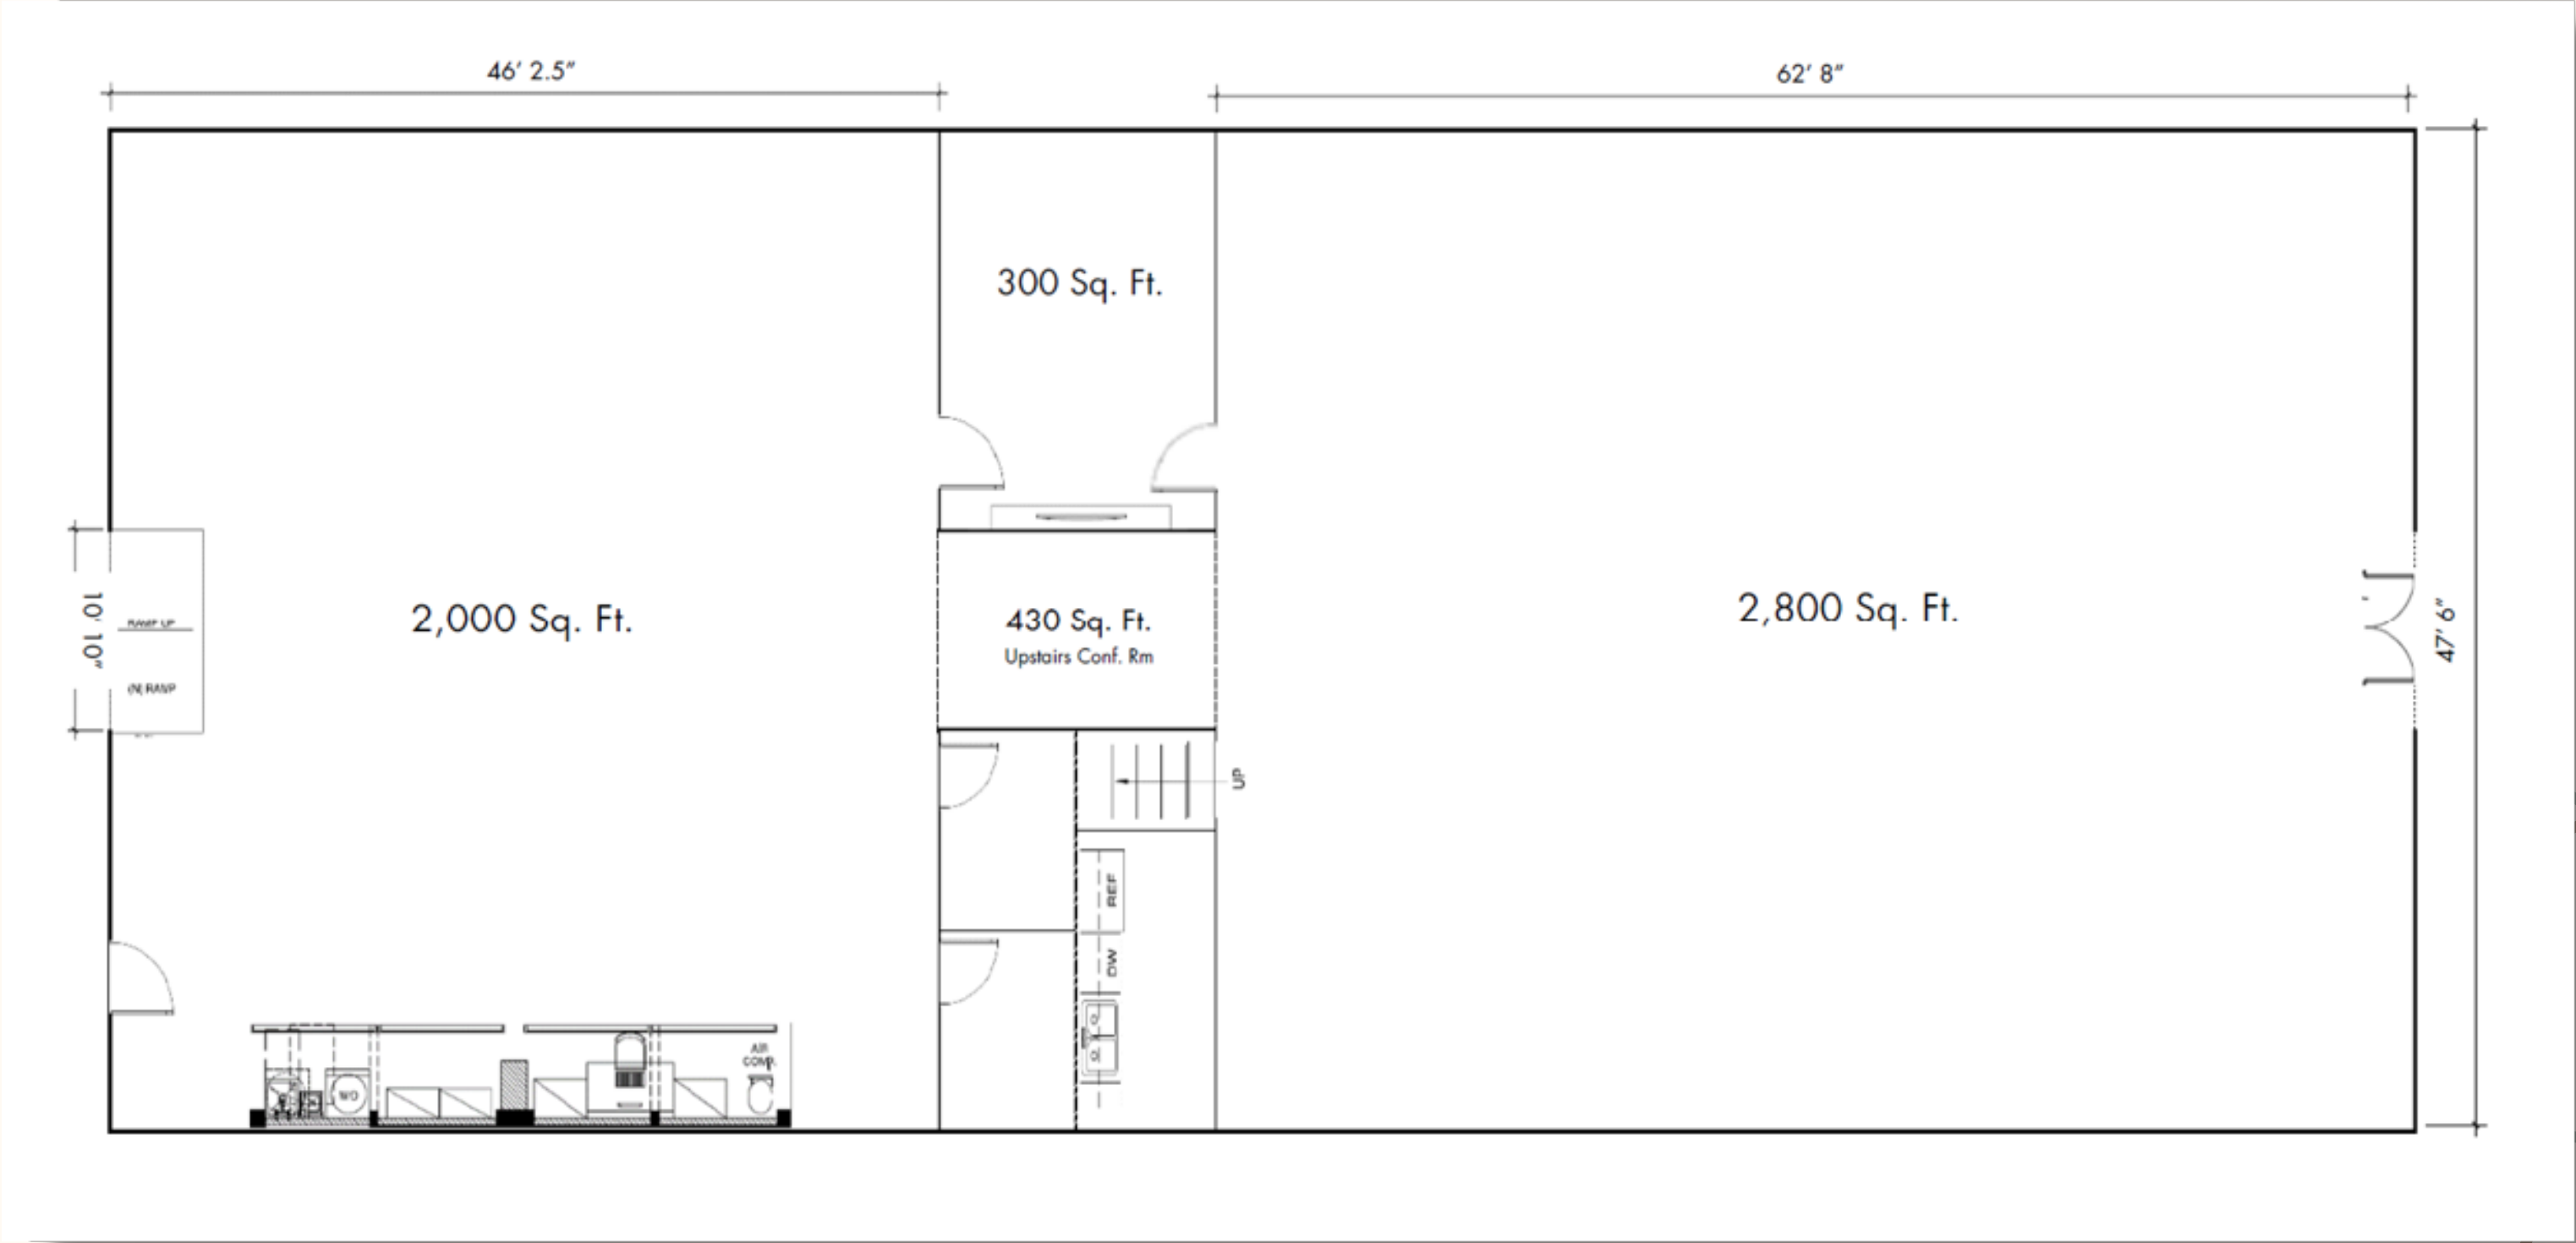 46' 2.5"
62' 8"
300 Sq. Ft.
10' 10"
RAMP UP
(N) RAMP
2,000 Sq. Ft.
430 Sq. Ft.
Upstairs Conf. Rm
2,800 Sq. Ft.
47' 6"
UP
REF
DW
AIR
COMP.